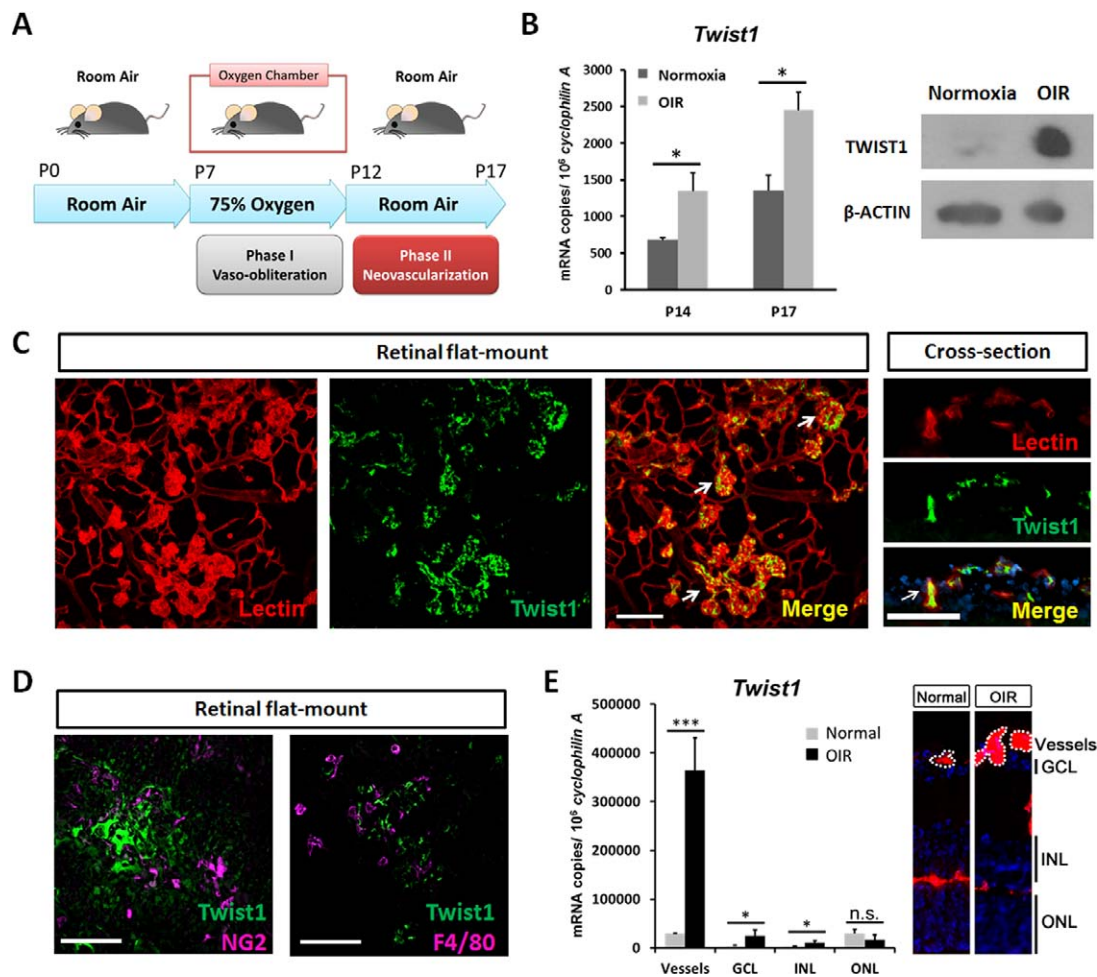 A
Room Air
Oxygen Chamber
Room Air
P0
P7
P12
P17
Room Air
75% Oxygen
Room Air
Phase I
Vaso-obliteration
Phase II
Neovascularization
B
Twist1
mRNA copies/ 10⁶ cyclophilin A
3000
2500
2000
1500
1000
500
0
Normoxia
OIR
*
*
P14
P17
Normoxia OIR
TWIST1
β-ACTIN
C
Retinal flat-mount
Cross-section
Lectin
Twist1
Merge
Lectin
Twist1
Merge
D
Retinal flat-mount
Twist1
NG2
Twist1
F4/80
E
Twist1
mRNA copies/ 10⁶ cyclophilin A
500000
400000
300000
200000
100000
0
***
*
*
n.s.
Normal
OIR
Vessels
GCL
INL
ONL
Normal
OIR
Vessels
GCL
INL
ONL